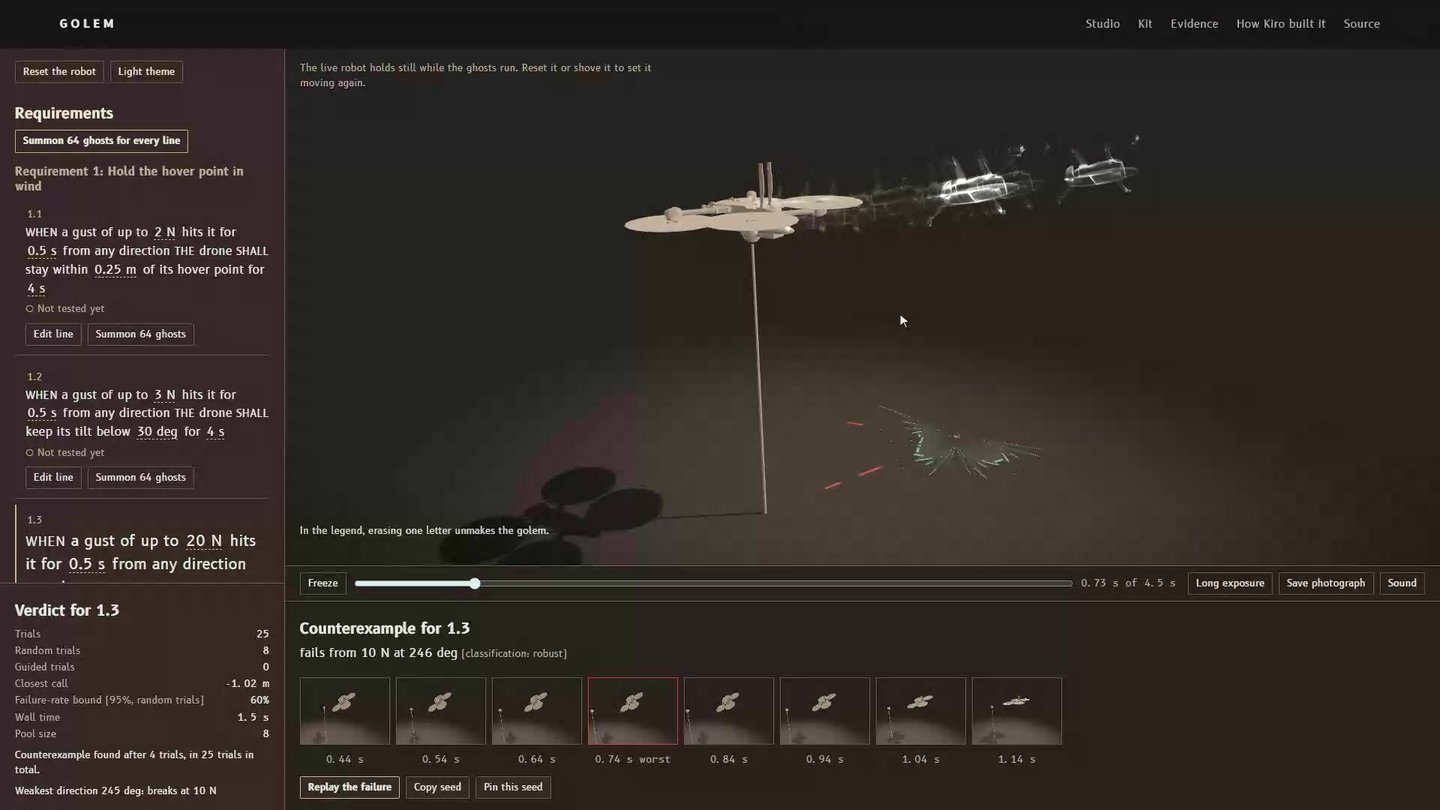 GOLEM
Studio Kit Evidence How Kiro built it Source
Reset the robot Light theme
Requirements
Summon 64 ghosts for every line
Requirement 1: Hold the hover point in
wind
1.1
WHEN a gust of up to 2 N hits it for
0.5 s from any direction THE drone SHALL
stay within 0.25 m of its hover point for
4 s
Not tested yet
Edit line Summon 64 ghosts
1.2
WHEN a gust of up to 3 N hits it for
0.5 s from any direction THE drone SHALL
keep its tilt below 30 deg for 4 s
Not tested yet
Edit line Summon 64 ghosts
1.3
WHEN a gust of up to 20 N hits
it for 0.5 s from any direction
Verdict for 1.3
Trials 25
Random trials 8
Guided trials 0
Closest call -1.02 m
Failure-rate bound [95%, random trials] 60%
Wall time 1.5 s
Pool size 8
Counterexample found after 4 trials, in 25 trials in
total.
Weakest direction 245 deg: breaks at 10 N
The live robot holds still while the ghosts run. Reset it or shove it to set it
moving again.
In the legend, erasing one letter unmakes the golem.
Freeze 0.73 s of 4.5 s Long exposure Save photograph Sound
Counterexample for 1.3
fails from 10 N at 246 deg [classification: robust]
0.44 s 0.54 s 0.64 s 0.74 s worst 0.84 s 0.94 s 1.04 s 1.14 s
Replay the failure Copy seed Pin this seed